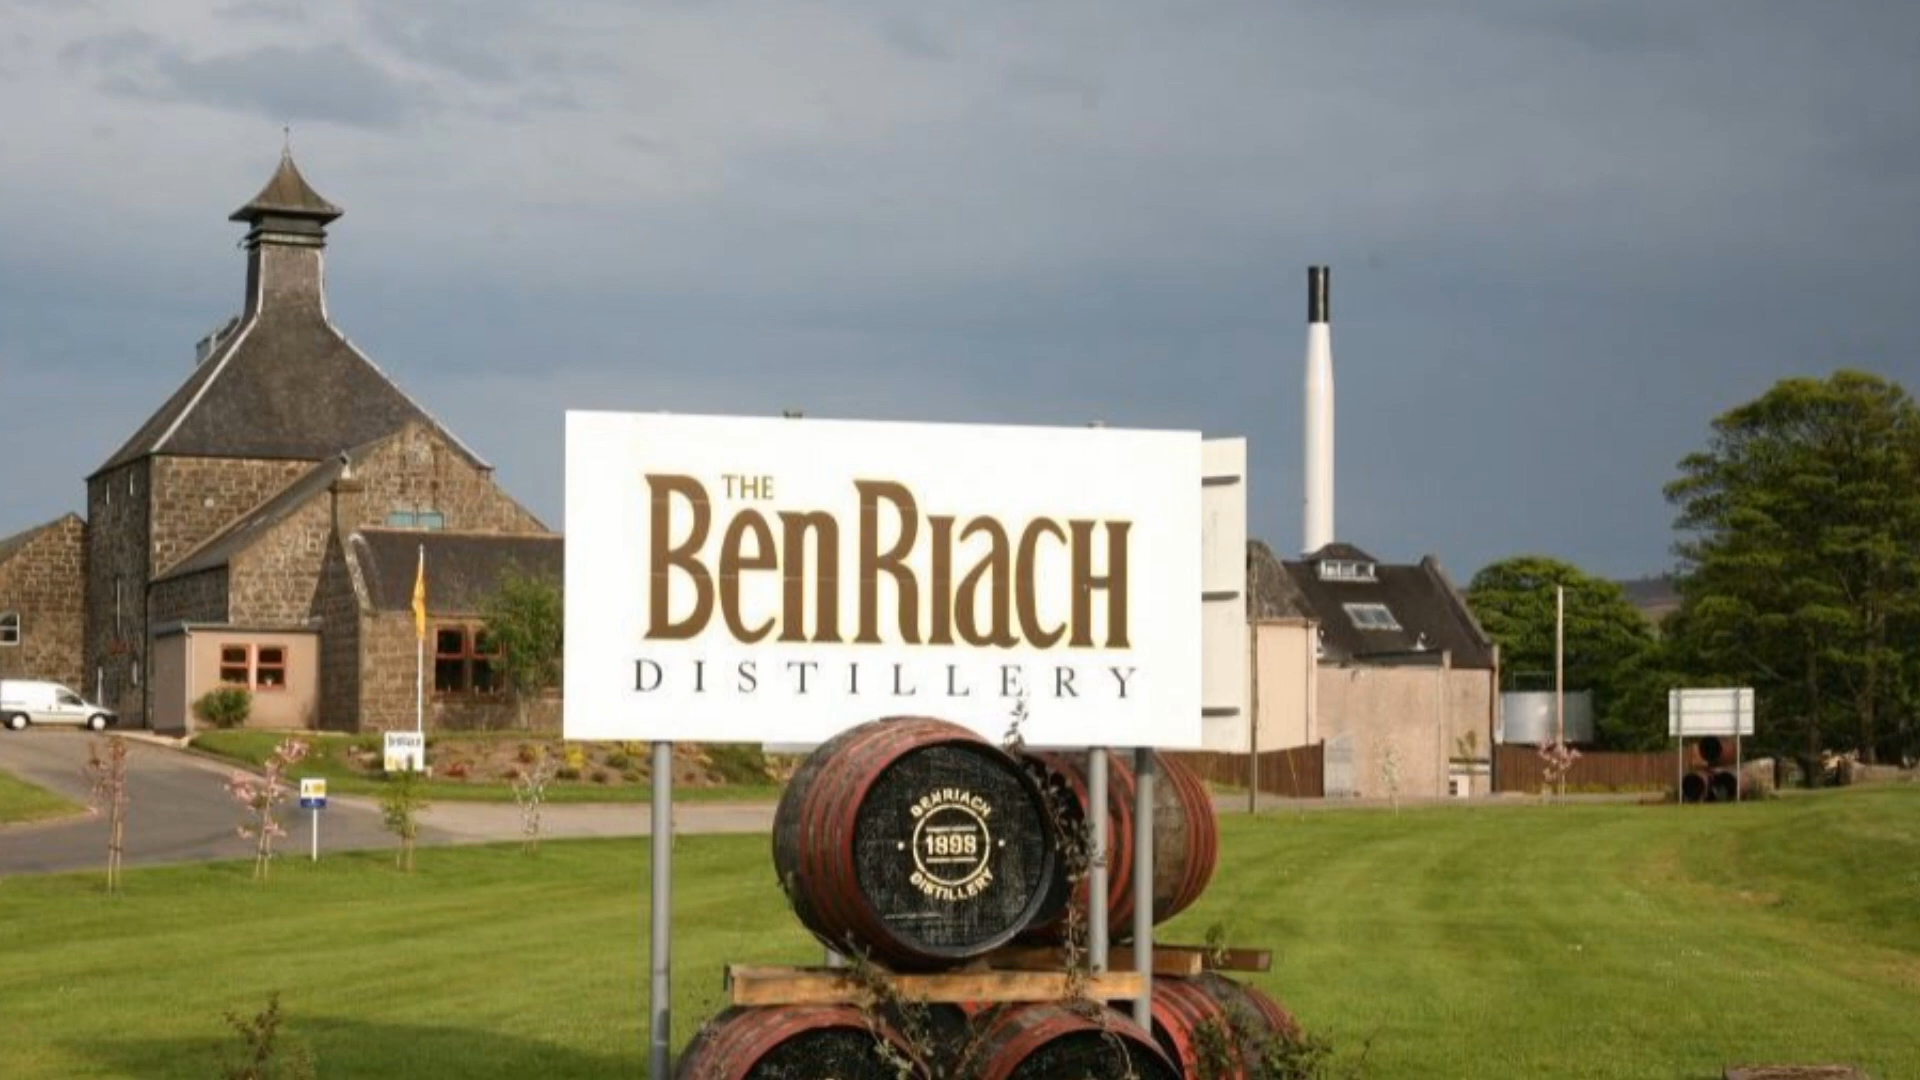 THE
BenRiach
DISTILLERY
BENRIACH
1898
DISTILLERY